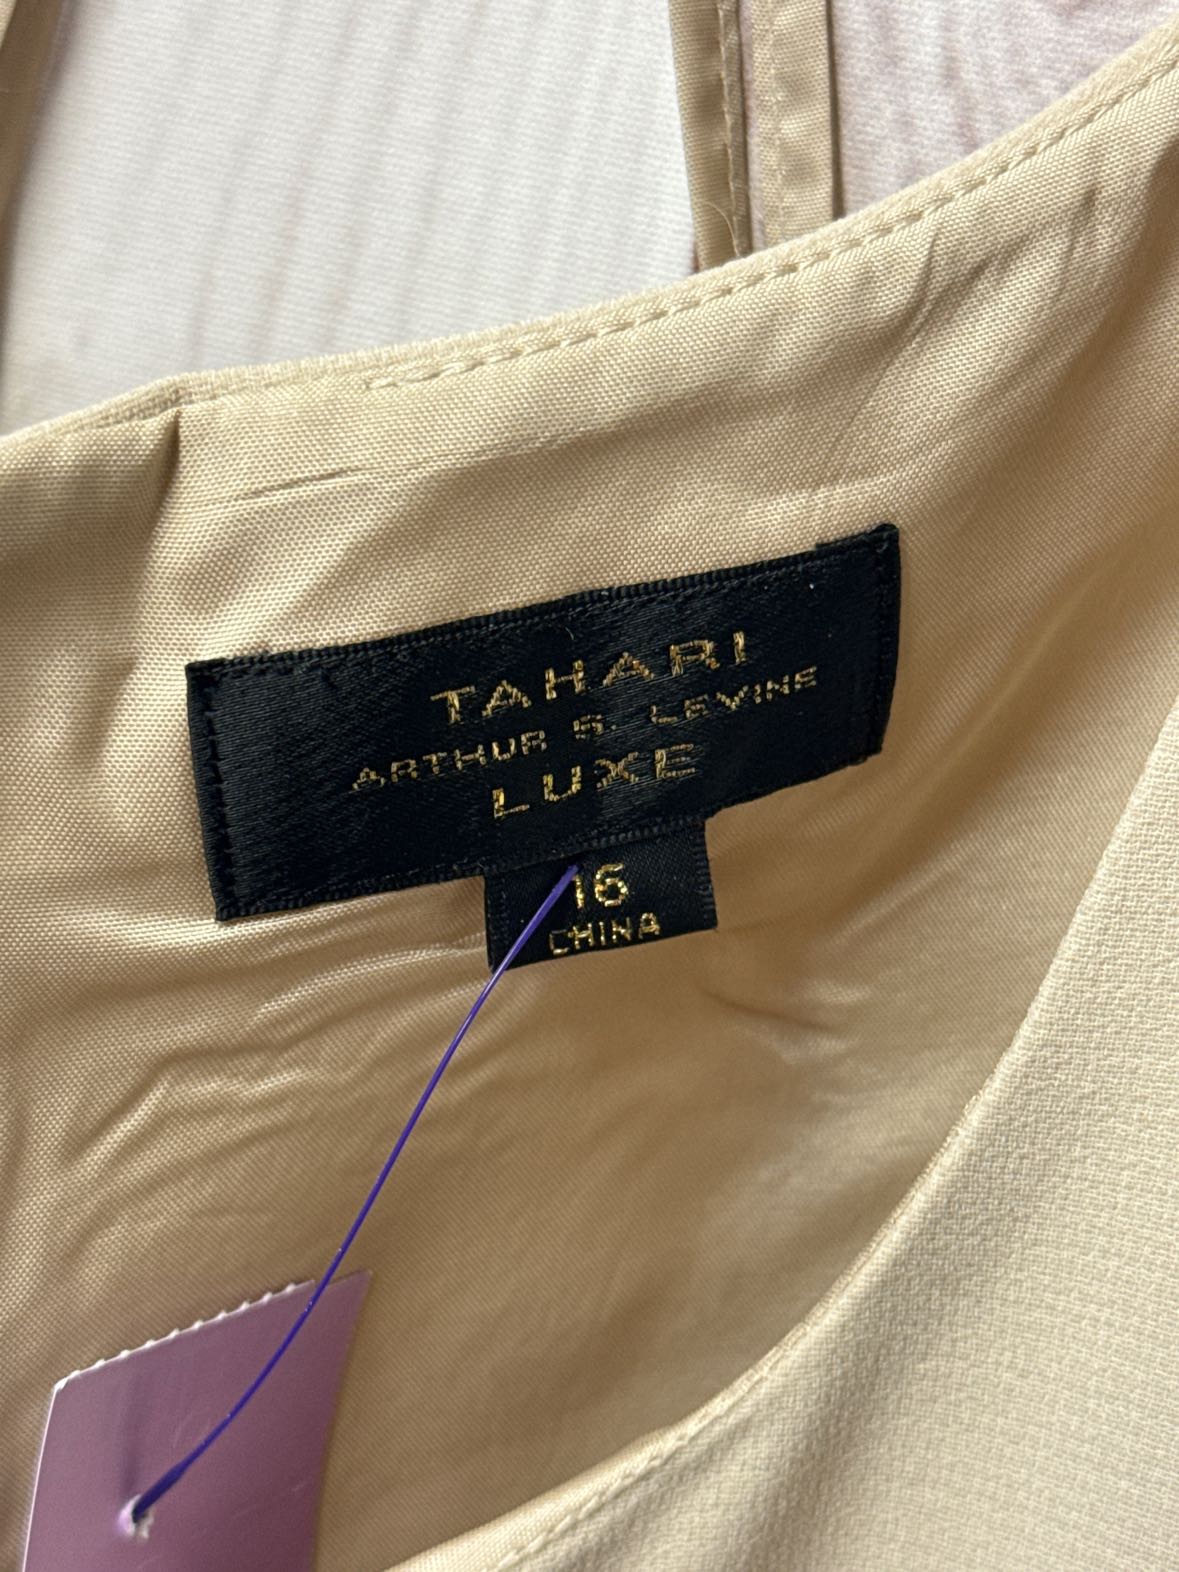 TAHARI
ARTHUR S. LEVINE
LUXE
16
CHINA